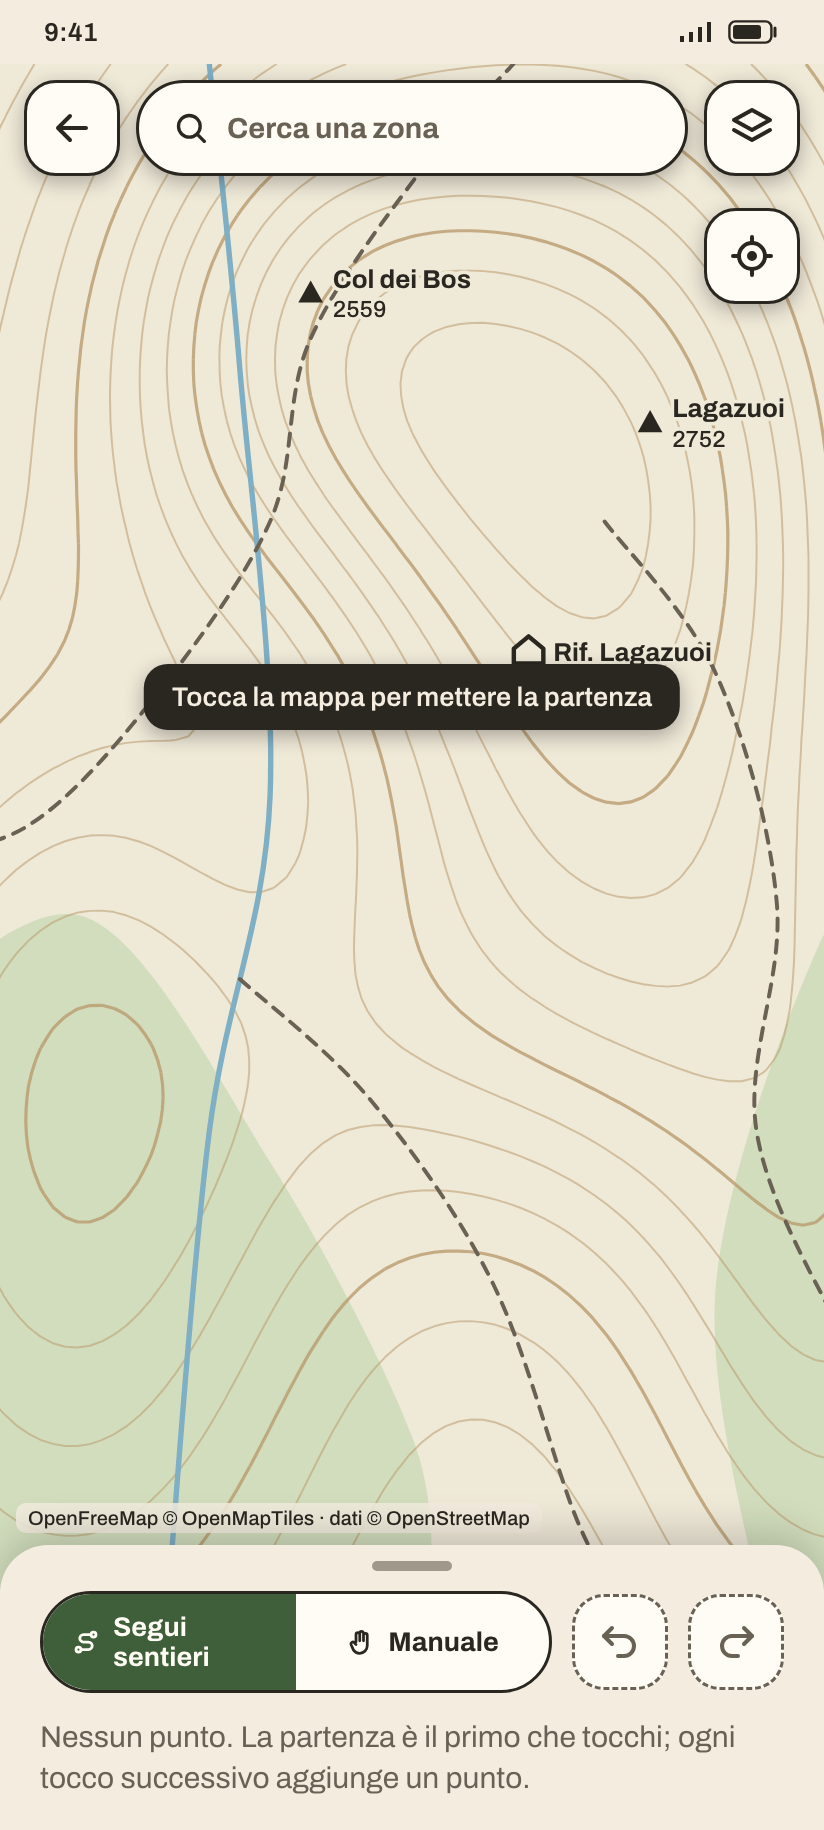 9:41
Cerca una zona
Col dei Bos
2559
Lagazuoi
2752
Rif. Lagazuoi
Tocca la mappa per mettere la partenza
OpenFreeMap © OpenMapTiles · dati © OpenStreetMap
Segui
sentieri
Manuale
Nessun punto. La partenza è il primo che tocchi; ogni
tocco successivo aggiunge un punto.